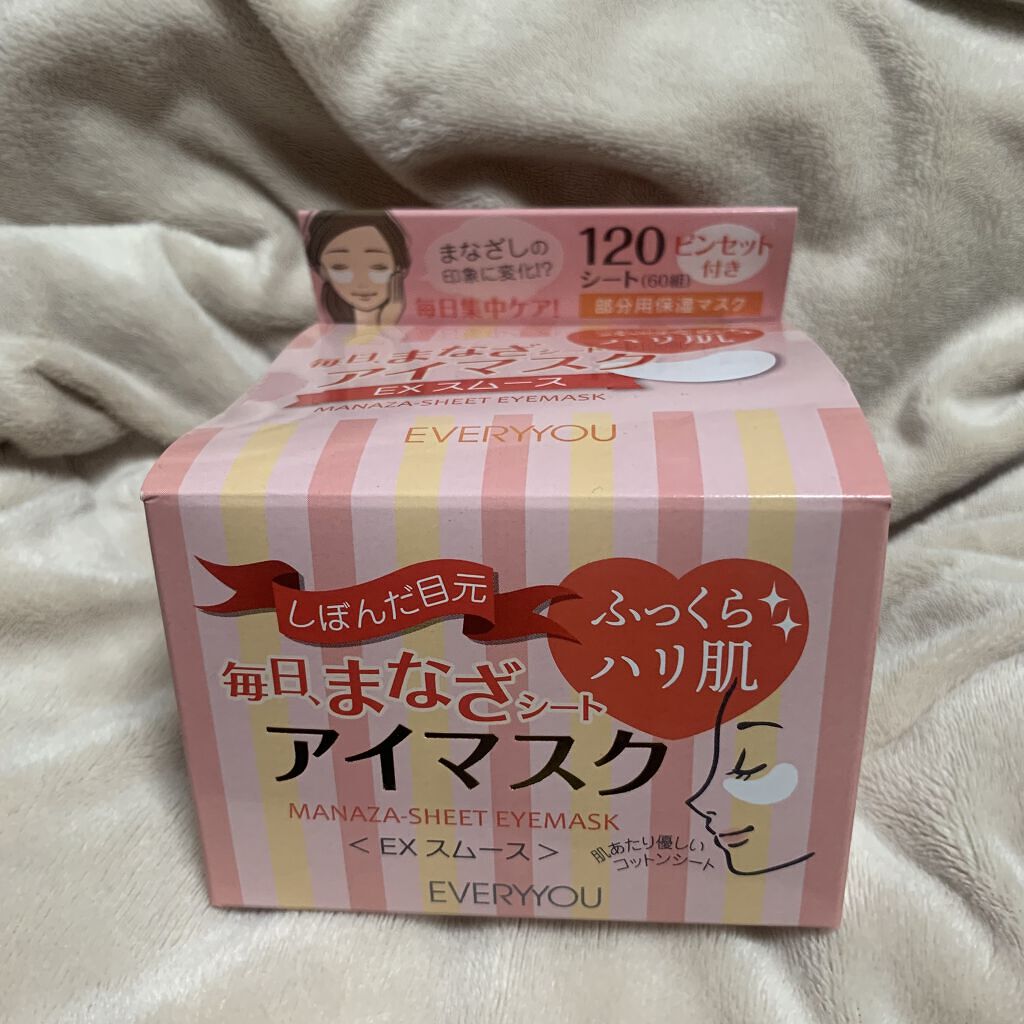 まなざしの
印象に変化!?
毎日集中ケア!
120
シート(60組)
ピンセット
付き
部分用保湿マスク
ふっくら
ハリ肌
毎日、まなざシート
アイマスク
EX スムース
MANAZA-SHEET EYEMASK
EVERYYOU
しぼんだ目元
ふっくら
ハリ肌
毎日、まなざシート
アイマスク
MANAZA-SHEET EYEMASK
<EX スムース>
肌あたり優しい
コットンシート
EVERYYOU